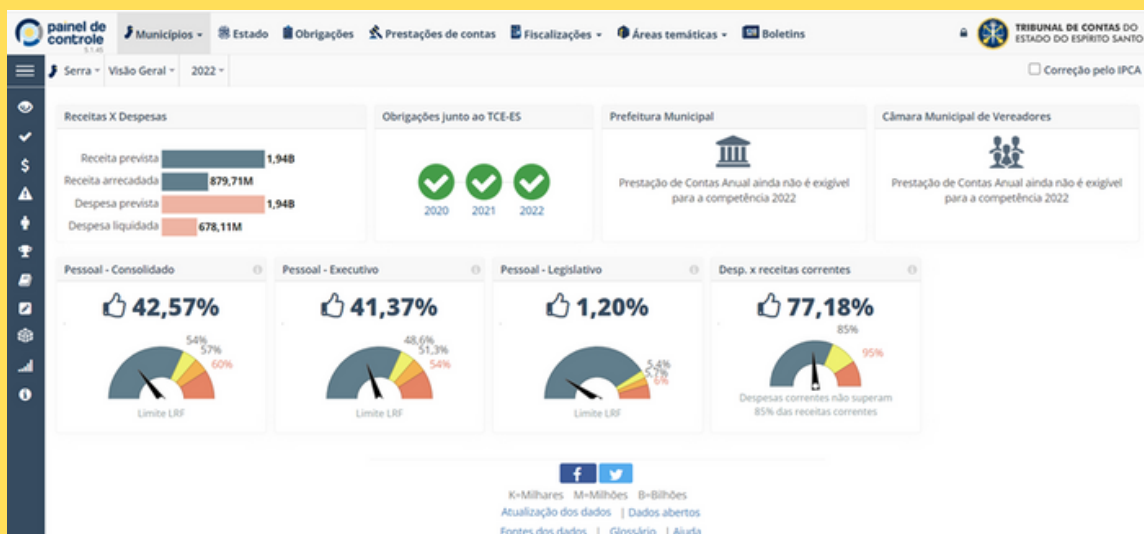 painel de controle
5.1.45
Municípios
Estado
Obrigações
Prestações de contas
Fiscalizações
Áreas temáticas
Boletins
TRIBUNAL DE CONTAS DO
ESTADO DO ESPÍRITO SANTO
Serra
Visão Geral
2022
Correção pelo IPCA
Receitas X Despesas
Receita prevista 1,94B
Receita arrecadada 879,71M
Despesa prevista 1,94B
Despesa liquidada 678,11M
Obrigações junto ao TCE-ES
2020 2021 2022
Prefeitura Municipal
Prestação de Contas Anual ainda não é exigível
para a competência 2022
Câmara Municipal de Vereadores
Prestação de Contas Anual ainda não é exigível
para a competência 2022
Pessoal - Consolidado
42,57%
54%
57%
60%
Limite LRF
Pessoal - Executivo
41,37%
48,6%
51,3%
54%
Limite LRF
Pessoal - Legislativo
1,20%
5,4%
5,7%
6%
Limite LRF
Desp. x receitas correntes
77,18%
85%
95%
Despesas correntes não superam
85% das receitas correntes
K=Milhares M=Milhões B=Bilhões
Atualização dos dados | Dados abertos
Fontes dos dados | Glossário | Ajuda